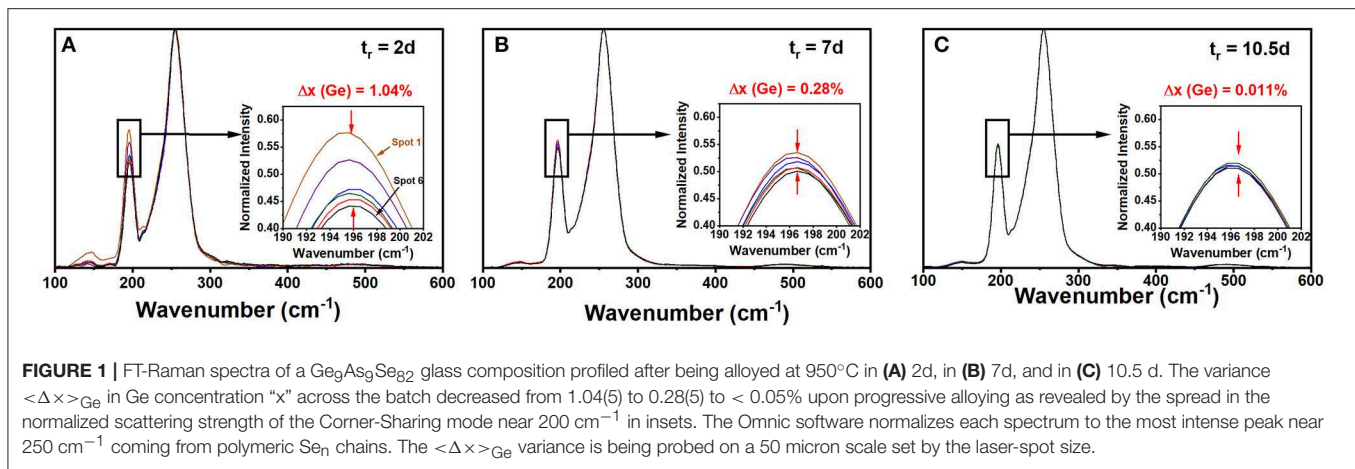 A
t_r = 2d
Δx (Ge) = 1.04%
Normalized Intensity
0.60
0.55
0.50
0.45
0.40
Spot 1
Spot 6
190 192 194 196 198 200 202
Wavenumber (cm⁻¹)
100 200 300 400 500 600
Wavenumber (cm⁻¹)
B
t_r = 7d
Δx (Ge) = 0.28%
Normalized Intensity
0.60
0.55
0.50
0.45
0.40
190 192 194 196 198 200 202
Wavenumber (cm⁻¹)
100 200 300 400 500 600
Wavenumber (cm⁻¹)
C
t_r = 10.5d
Δx (Ge) = 0.011%
Normalized Intensity
0.60
0.55
0.50
0.45
0.40
190 192 194 196 198 200 202
Wavenumber (cm⁻¹)
100 200 300 400 500 600
Wavenumber (cm⁻¹)
FIGURE 1 | FT-Raman spectra of a Ge₉As₉Se₈₂ glass composition profiled after being alloyed at 950°C in (A) 2d, in (B) 7d, and in (C) 10.5 d. The variance
<Δ×>Ge in Ge concentration “x” across the batch decreased from 1.04(5) to 0.28(5) to < 0.05% upon progressive alloying as revealed by the spread in the
normalized scattering strength of the Corner-Sharing mode near 200 cm⁻¹ in insets. The Omnic software normalizes each spectrum to the most intense peak near
250 cm⁻¹ coming from polymeric Seₙ chains. The <Δ×>Ge variance is being probed on a 50 micron scale set by the laser-spot size.